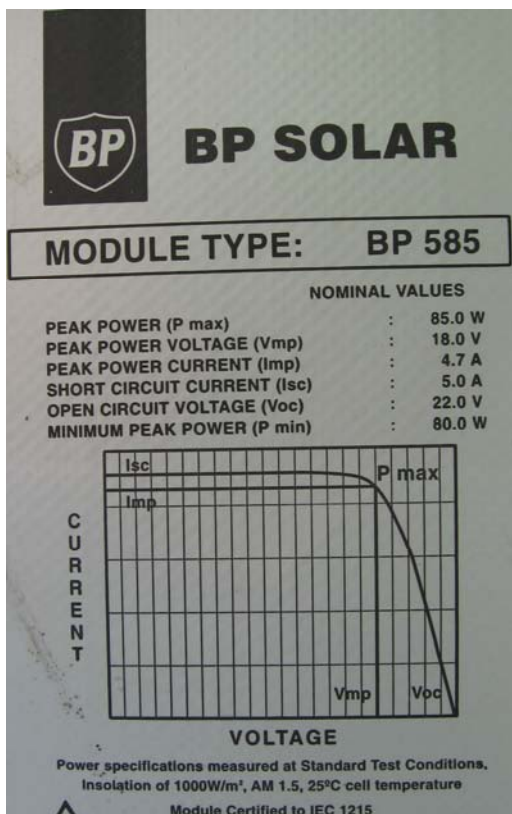 BP
BP SOLAR
MODULE TYPE: BP 585
NOMINAL VALUES
PEAK POWER (P max) : 85.0 W
PEAK POWER VOLTAGE (Vmp) : 18.0 V
PEAK POWER CURRENT (Imp) : 4.7 A
SHORT CIRCUIT CURRENT (Isc) : 5.0 A
OPEN CIRCUIT VOLTAGE (Voc) : 22.0 V
MINIMUM PEAK POWER (P min) : 80.0 W
Isc
P max
Imp
CURRENT
Vmp Voc
VOLTAGE
Power specifications measured at Standard Test Conditions.
Insolation of 1000W/m², AM 1.5, 25ºC cell temperature
Module Certified to IEC 1215